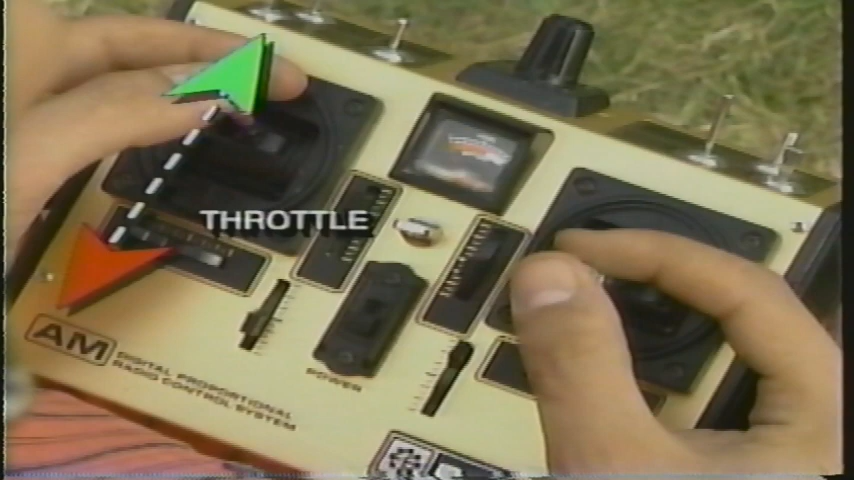 THROTTLE
AM
DIGITAL PROPORTIONAL
RADIO CONTROL SYSTEM
POWER